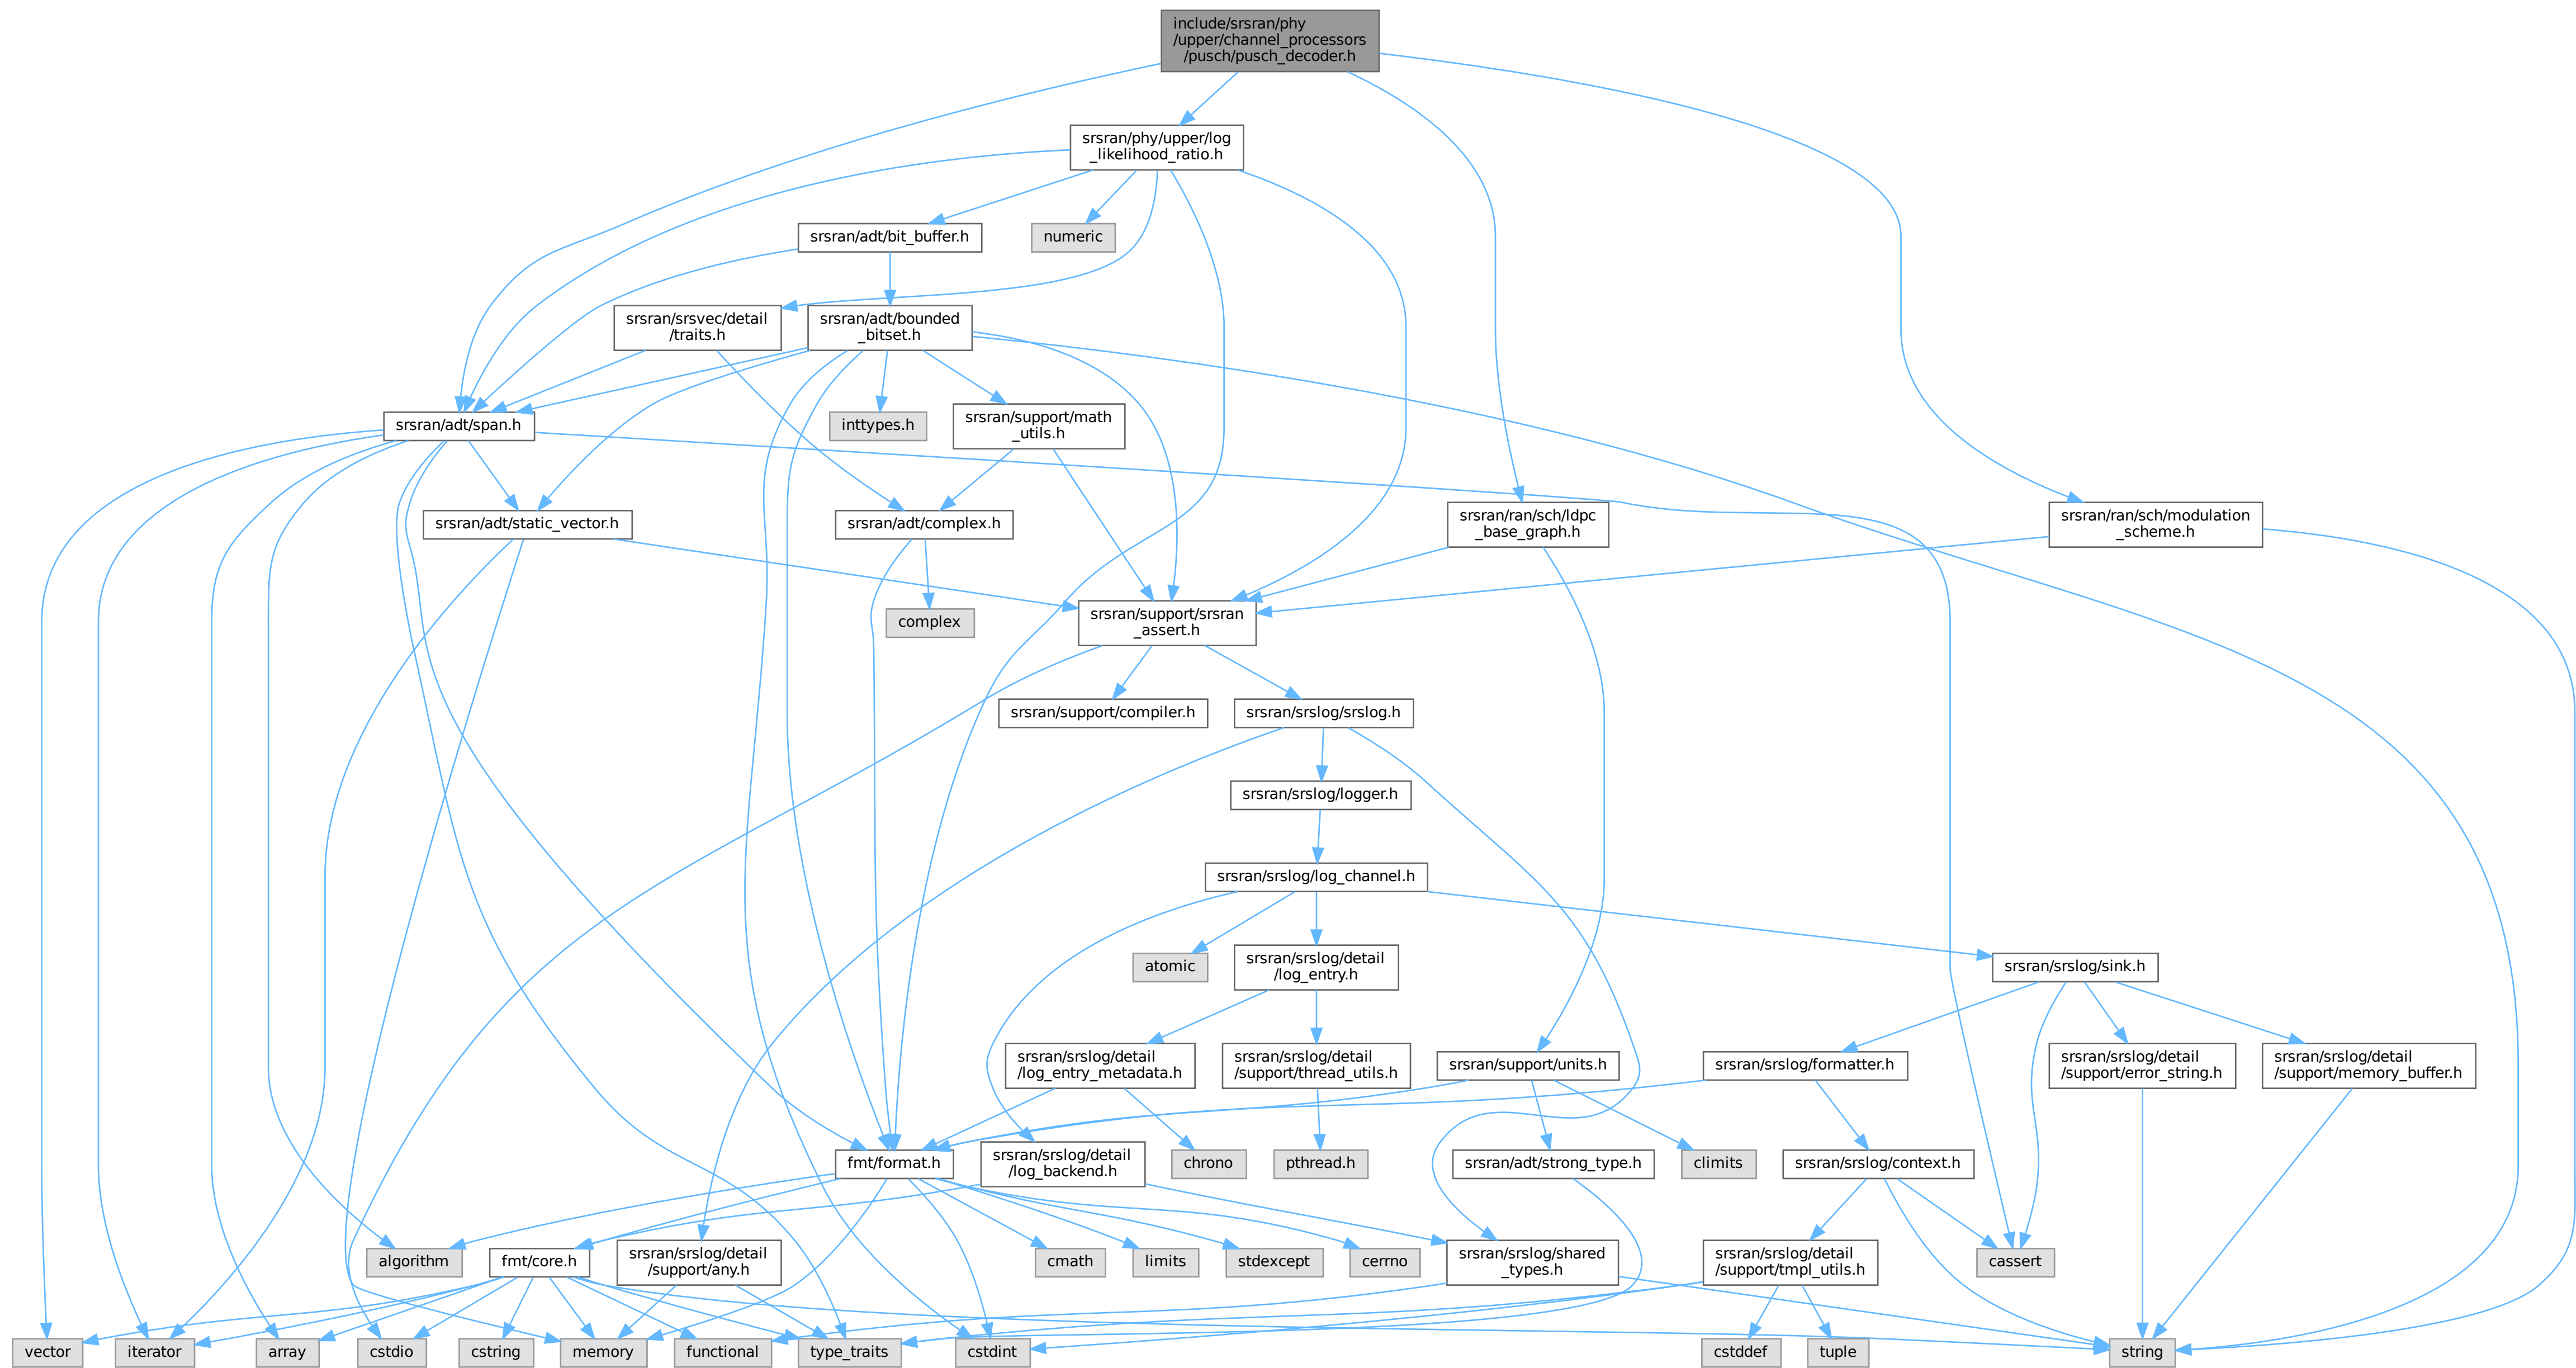 include/srsran/phy
/upper/channel_processors
/pusch/pusch_decoder.h
srsran/phy/upper/log
_likelihood_ratio.h
srsran/adt/bit_buffer.h
numeric
srsran/srsvec/detail
/traits.h
srsran/adt/bounded
_bitset.h
srsran/adt/span.h
inttypes.h
srsran/support/math
_utils.h
srsran/adt/static_vector.h
srsran/adt/complex.h
srsran/ran/sch/ldpc
_base_graph.h
srsran/ran/sch/modulation
_scheme.h
complex
srsran/support/srsran
_assert.h
srsran/support/compiler.h
srsran/srslog/srslog.h
srsran/srslog/logger.h
srsran/srslog/log_channel.h
atomic
srsran/srslog/detail
/log_entry.h
srsran/srslog/sink.h
srsran/srslog/detail
/log_entry_metadata.h
srsran/srslog/detail
/support/thread_utils.h
srsran/support/units.h
srsran/srslog/formatter.h
srsran/srslog/detail
/support/error_string.h
srsran/srslog/detail
/support/memory_buffer.h
fmt/format.h
srsran/srslog/detail
/log_backend.h
chrono
pthread.h
srsran/adt/strong_type.h
climits
srsran/srslog/context.h
algorithm
fmt/core.h
srsran/srslog/detail
/support/any.h
cmath
limits
stdexcept
cerrno
srsran/srslog/shared
_types.h
srsran/srslog/detail
/support/tmpl_utils.h
cassert
vector
iterator
array
cstdio
cstring
memory
functional
type_traits
cstdint
cstddef
tuple
string